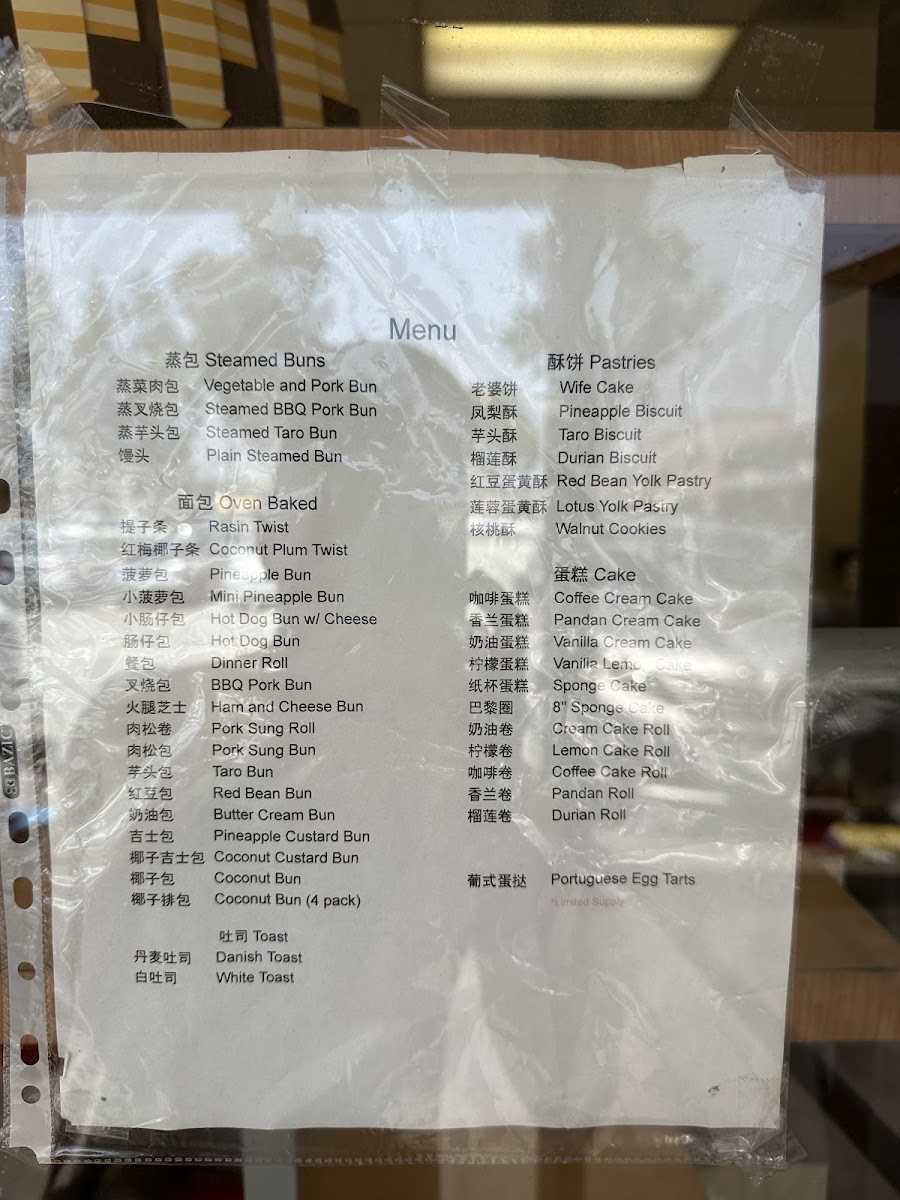 Menu
蒸包 Steamed Buns
蒸菜肉包 Vegetable and Pork Bun
蒸叉烧包 Steamed BBQ Pork Bun
蒸芋头包 Steamed Taro Bun
馒头 Plain Steamed Bun
面包 Oven Baked
提子条 Rasin Twist
红梅椰子条 Coconut Plum Twist
菠萝包 Pineapple Bun
小菠萝包 Mini Pineapple Bun
小肠仔包 Hot Dog Bun w/ Cheese
肠仔包 Hot Dog Bun
餐包 Dinner Roll
叉烧包 BBQ Pork Bun
火腿芝士 Ham and Cheese Bun
肉松卷 Pork Sung Roll
肉松包 Pork Sung Bun
芋头包 Taro Bun
红豆包 Red Bean Bun
奶油包 Butter Cream Bun
吉士包 Pineapple Custard Bun
椰子吉士包 Coconut Custard Bun
椰子包 Coconut Bun
椰子排包 Coconut Bun (4 pack)
吐司 Toast
丹麦吐司 Danish Toast
白吐司 White Toast
酥饼 Pastries
老婆饼 Wife Cake
凤梨酥 Pineapple Biscuit
芋头酥 Taro Biscuit
榴莲酥 Durian Biscuit
红豆蛋黄酥 Red Bean Yolk Pastry
莲蓉蛋黄酥 Lotus Yolk Pastry
核桃酥 Walnut Cookies
蛋糕 Cake
咖啡蛋糕 Coffee Cream Cake
香兰蛋糕 Pandan Cream Cake
奶油蛋糕 Vanilla Cream Cake
柠檬蛋糕 Vanilla Lemon Cake
纸杯蛋糕 Sponge Cake
巴黎圈 8" Sponge Cake
奶油卷 Cream Cake Roll
柠檬卷 Lemon Cake Roll
咖啡卷 Coffee Cake Roll
香兰卷 Pandan Roll
榴莲卷 Durian Roll
葡式蛋挞 Portuguese Egg Tarts
*Limited Supply
BAZIC